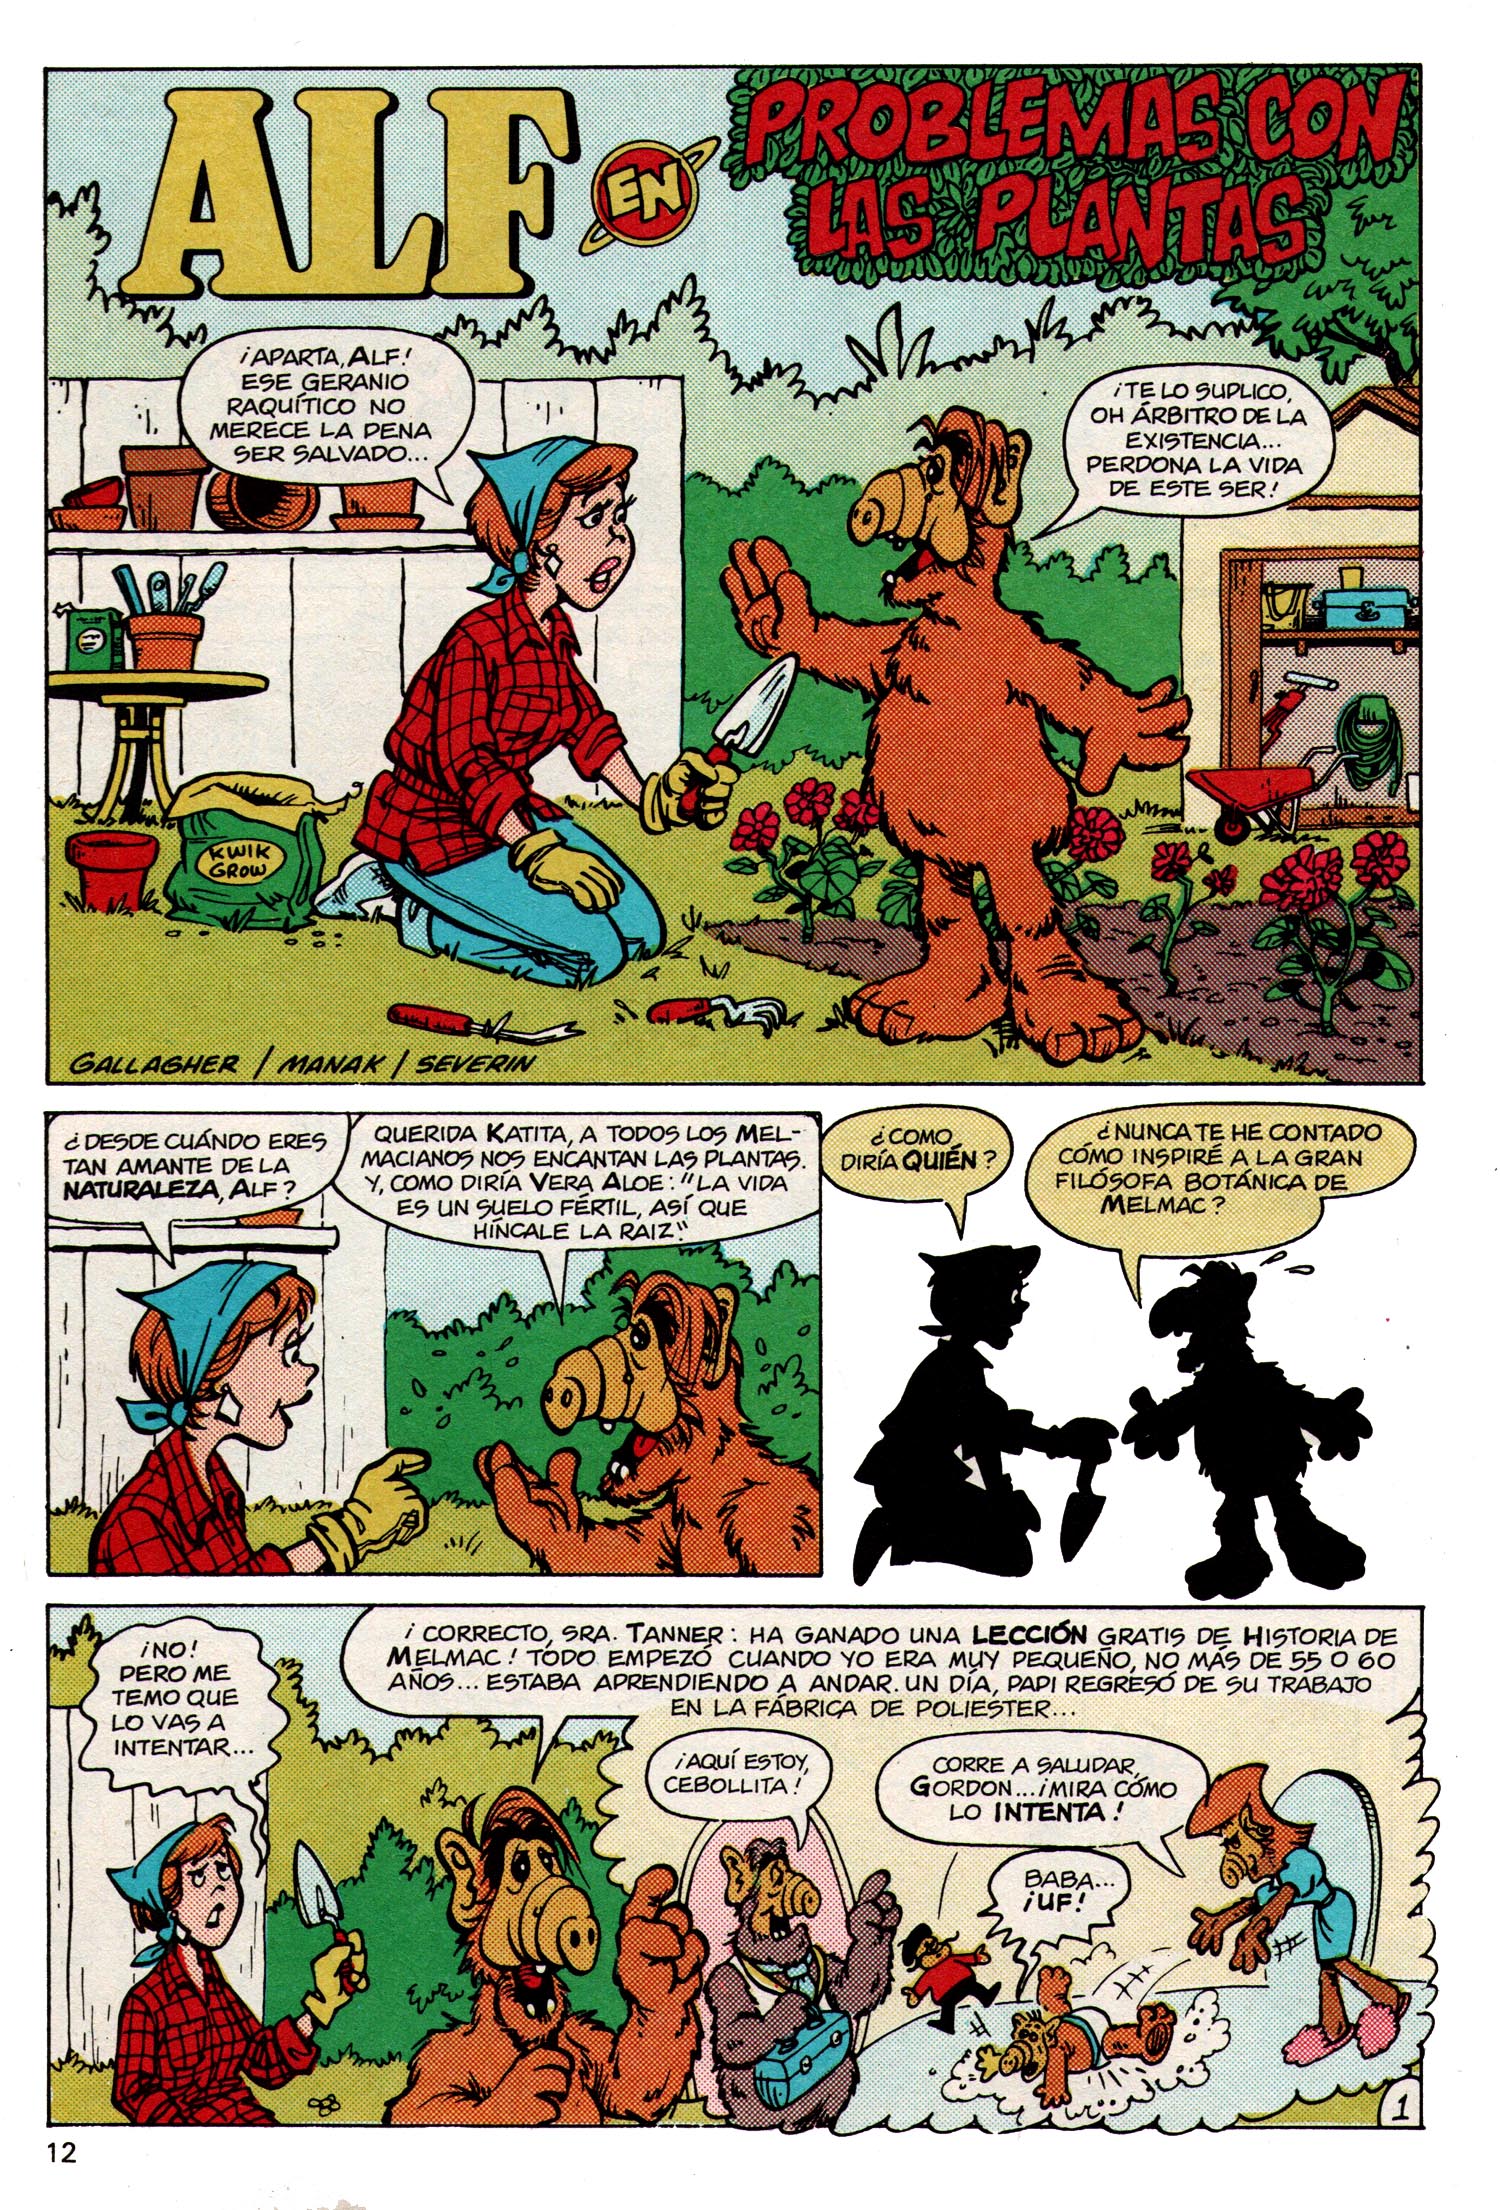 ALF
EN
PROBLEMAS CON
LAS PLANTAS
¡APARTA, ALF!
ESE GERANIO
RAQUÍTICO NO
MERECE LA PENA
SER SALVADO...
¡TE LO SUPLICO,
OH ÁRBITRO DE LA
EXISTENCIA...
PERDONA LA VIDA
DE ESTE SER!
KWIK
GROW
GALLAGHER / MANAK / SEVERIN
¿DESDE CUÁNDO ERES
TAN AMANTE DE LA
NATURALEZA, ALF?
QUERIDA KATITA, A TODOS LOS MEL-
MACIANOS NOS ENCANTAN LAS PLANTAS.
Y, COMO DIRÍA VERA ALOE: "LA VIDA
ES UN SUELO FÉRTIL, ASÍ QUE
HÍNCALE LA RAIZ".
¿COMO
DIRÍA QUIÉN?
¿NUNCA TE HE CONTADO
CÓMO INSPIRÉ A LA GRAN
FILÓSOFA BOTÁNICA DE
MELMAC?
¡NO!
PERO ME
TEMO QUE
LO VAS A
INTENTAR...
¡CORRECTO, SRA. TANNER: HA GANADO UNA LECCIÓN GRATIS DE HISTORIA DE
MELMAC! TODO EMPEZÓ CUANDO YO ERA MUY PEQUEÑO, NO MÁS DE 55 O 60
AÑOS... ESTABA APRENDIENDO A ANDAR. UN DÍA, PAPI REGRESÓ DE SU TRABAJO
EN LA FÁBRICA DE POLIESTER...
¡AQUÍ ESTOY,
CEBOLLITA!
CORRE A SALUDAR,
GORDON... ¡MIRA CÓMO
LO INTENTA!
BABA...
¡UF!
1
12